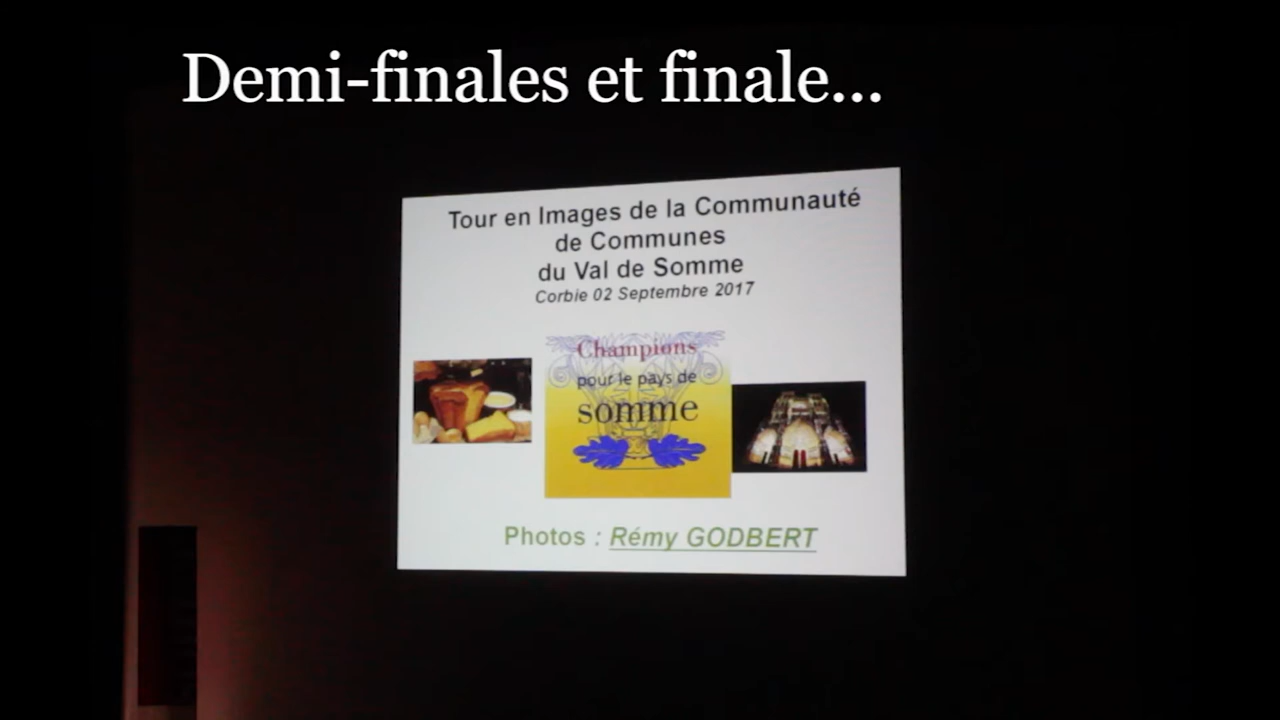 Demi-finales et finale...
Tour en Images de la Communauté
de Communes
du Val de Somme
Corbie 02 Septembre 2017
Champions
pour le pays de
somme
Photos : Rémy GODBERT